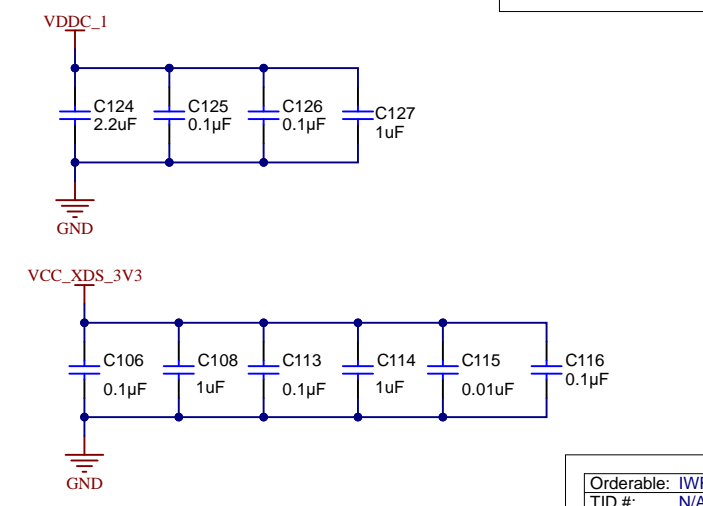 VDDC_1
C124
2.2uF
C125
0.1µF
C126
0.1µF
C127
1uF
GND
VCC_XDS_3V3
C106
0.1µF
C108
1uF
C113
0.1µF
C114
1uF
C115
0.01uF
C116
0.1µF
GND
Orderable:
TID #: N/A